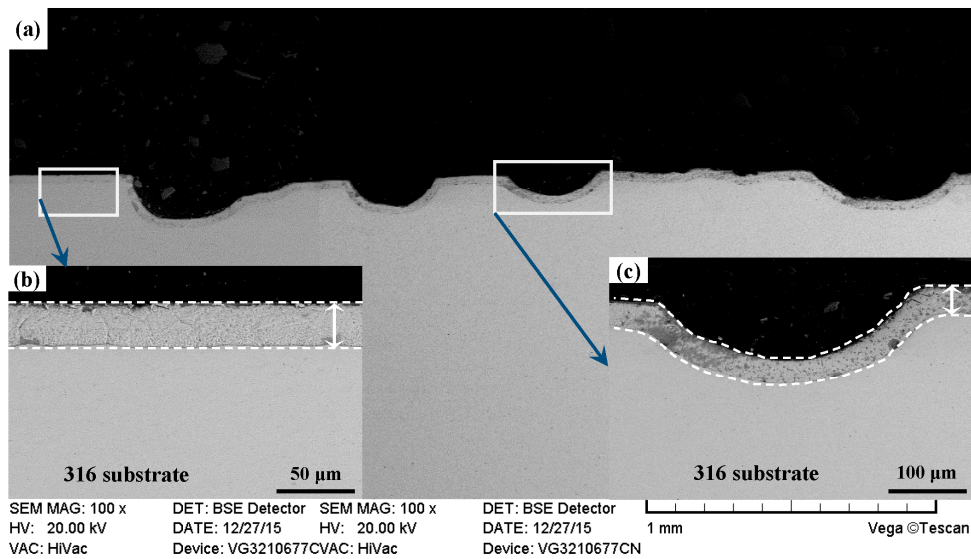 (a)
(b)
(c)
316 substrate
50 μm
316 substrate
100 μm
SEM MAG: 100 x DET: BSE Detector SEM MAG: 100 x DET: BSE Detector
HV: 20.00 kV DATE: 12/27/15 HV: 20.00 kV DATE: 12/27/15
VAC: HiVac Device: VG3210677CVAC: HiVac Device: VG3210677CN
1 mm Vega ©Tescan